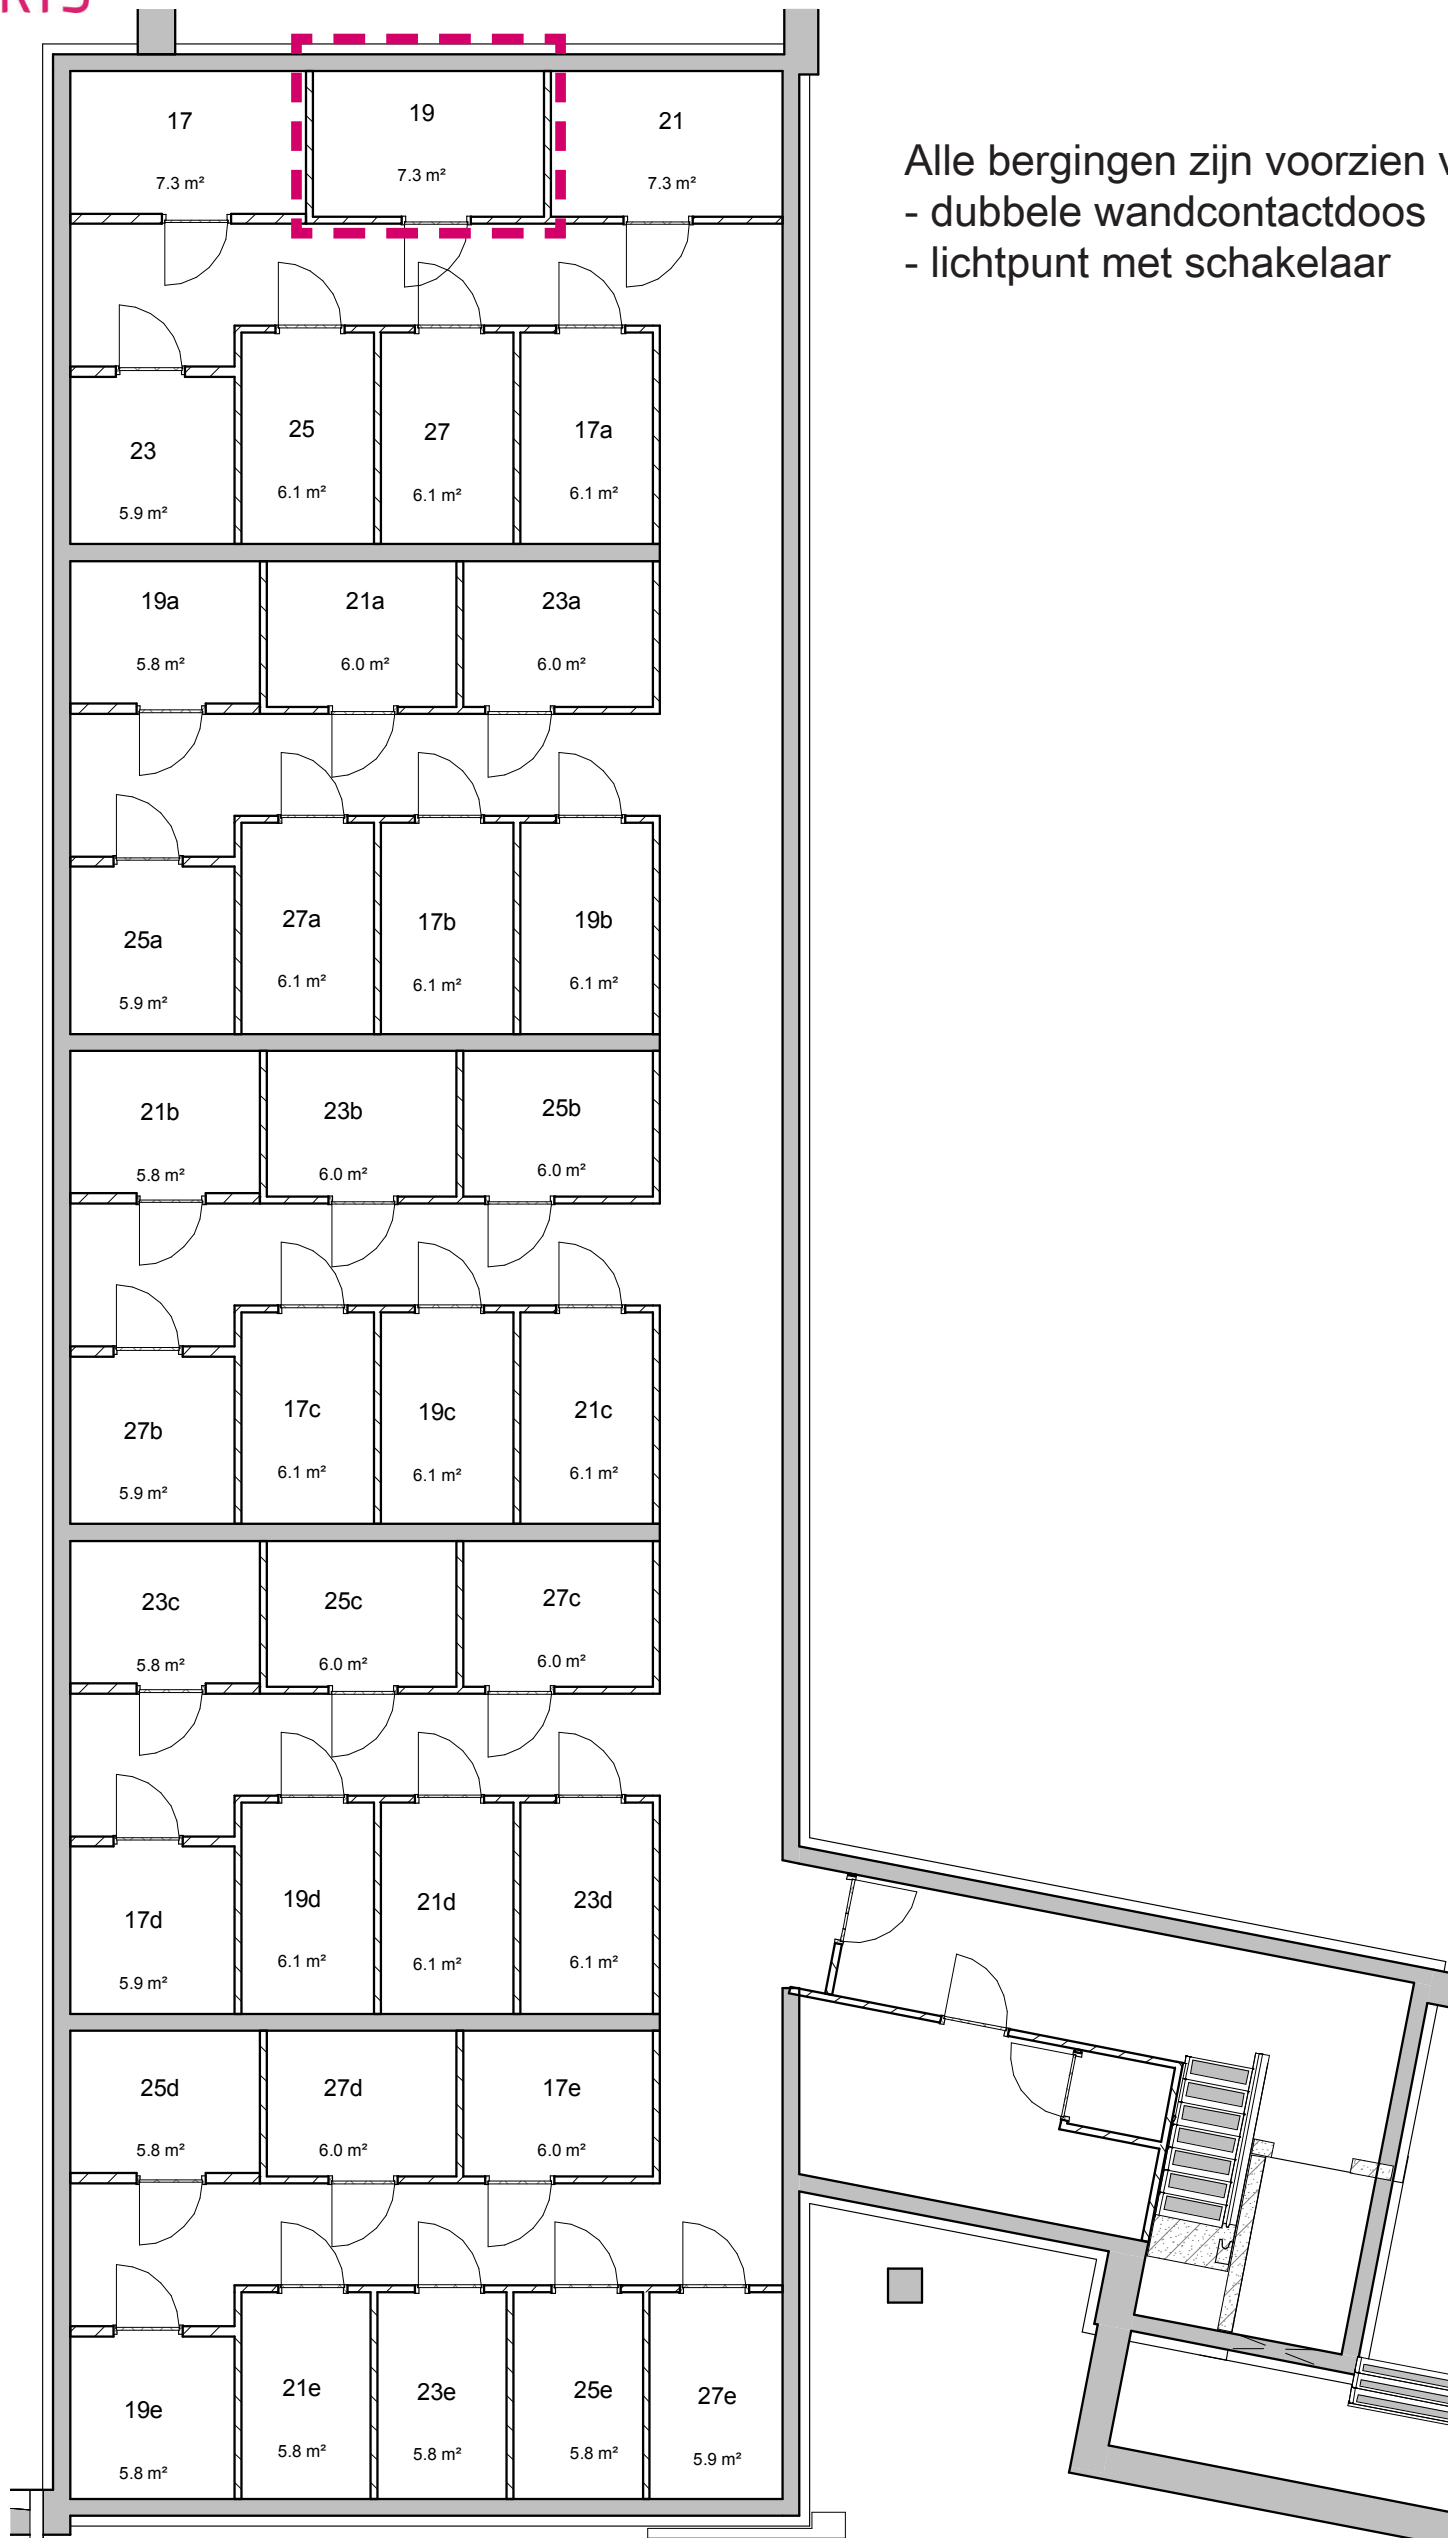 Alle bergingen zijn voorzien
- dubbele wandcontactdoos
- lichtpunt met schakelaar
17
7.3 m²
19
7.3 m²
21
7.3 m²
23
5.9 m²
25
6.1 m²
27
6.1 m²
17a
6.1 m²
19a
5.8 m²
21a
6.0 m²
23a
6.0 m²
25a
5.9 m²
27a
6.1 m²
17b
6.1 m²
19b
6.1 m²
21b
5.8 m²
23b
6.0 m²
25b
6.0 m²
27b
5.9 m²
17c
6.1 m²
19c
6.1 m²
21c
6.1 m²
23c
5.8 m²
25c
6.0 m²
27c
6.0 m²
17d
5.9 m²
19d
6.1 m²
21d
6.1 m²
23d
6.1 m²
25d
5.8 m²
27d
6.0 m²
17e
6.0 m²
19e
5.8 m²
21e
5.8 m²
23e
5.8 m²
25e
5.8 m²
27e
5.9 m²